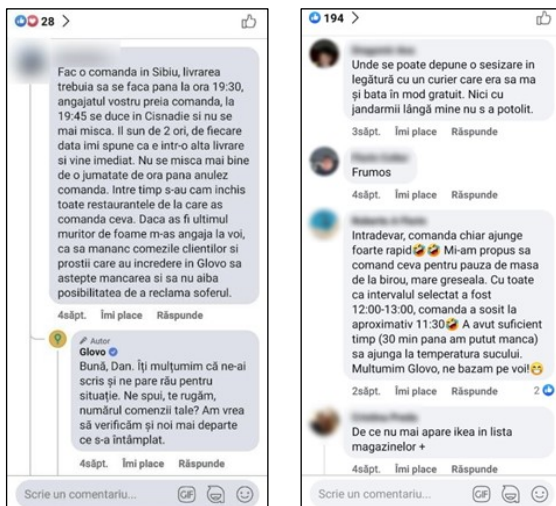 28 >
Fac o comanda in Sibiu, livrarea
trebuia sa se faca pana la ora 19:30,
angajatul vostru preia comanda, la
19:45 se duce in Cisnadie si nu se
mai misca. Il sun de 2 ori, de fiecare
data imi spune ca e intr-o alta livrare
si vine imediat. Nu se misca mai bine
de o jumatate de ora pana anulez
comanda. Intre timp s-au cam inchis
toate restaurantele de la care as
comanda ceva. Daca as fi ultimul
muritor de foame m-as angaja la voi,
ca sa mananc comezile clientilor si
prostii care au incredere in Glovo sa
astepte mancarea si sa nu aiba
posibilitatea de a reclama soferul.
4săpt. Îmi place Răspunde
Autor
Glovo
Bună, Dan. Îți mulțumim că ne-ai
scris și ne pare rău pentru
situație. Ne spui, te rugăm,
numărul comenzii tale? Am vrea
să verificăm și noi mai departe
ce s-a întâmplat.
4săpt. Îmi place Răspunde
Scrie un comentariu...
GIF
194 >
Unde se poate depune o sesizare in
legătură cu un curier care era sa ma
și bata în mod gratuit. Nici cu
jandarmii lângă mine nu s a potolit.
3săpt. Îmi place Răspunde
Frumos
4săpt. Îmi place Răspunde
Intradevar, comanda chiar ajunge
foarte rapid🤣🤣 Mi-am propus sa
comand ceva pentru pauza de masa
de la birou, mare greseala. Cu toate
ca intervalul selectat a fost
12:00-13:00, comanda a sosit la
aproximativ 11:30🤣 A avut suficient
timp (30 min pana am putut manca)
sa ajunga la temperatura sucului.
Multumim Glovo, ne bazam pe voi!😁
2săpt. Îmi place Răspunde 2
De ce nu mai apare ikea in lista
magazinelor +
4săpt. Îmi place Răspunde
Scrie un comentariu...
GIF